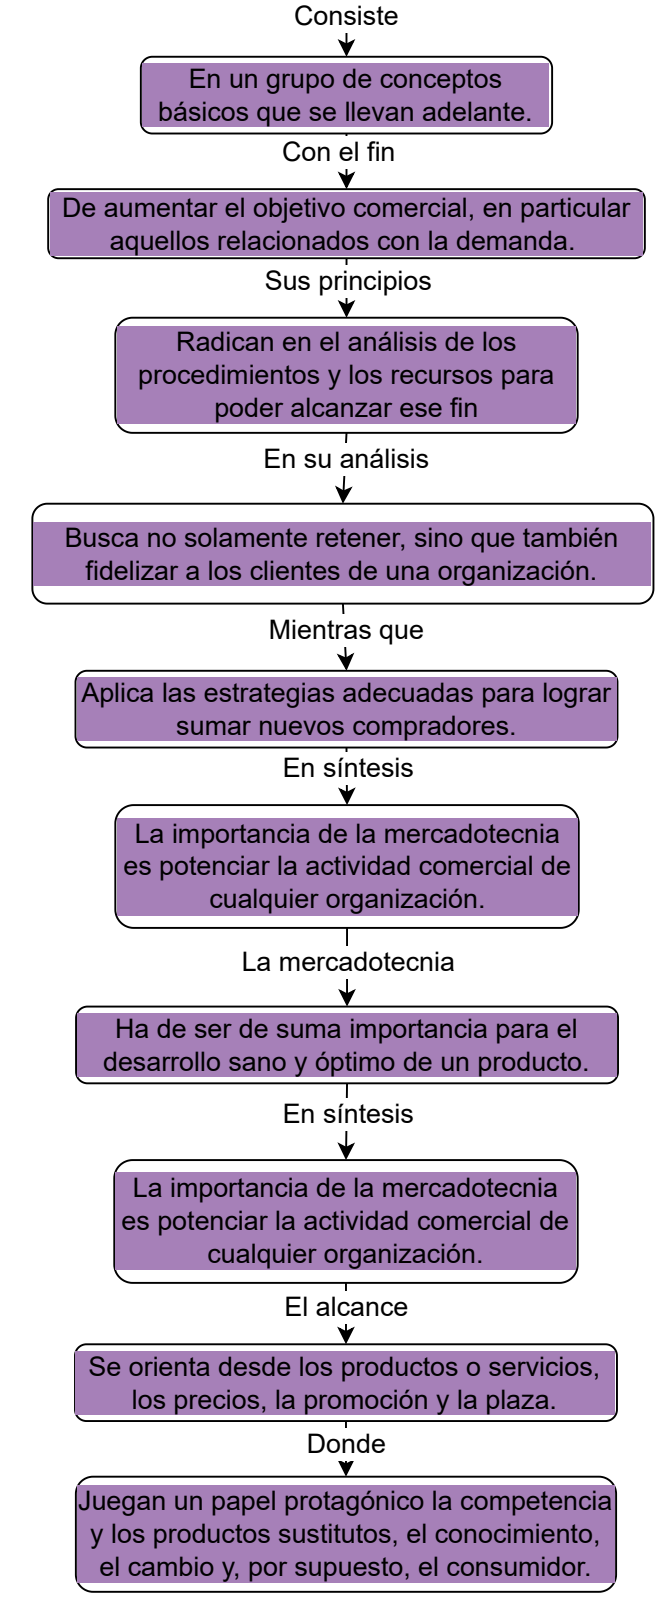 Consiste
En un grupo de conceptos
básicos que se llevan adelante.
Con el fin
De aumentar el objetivo comercial, en particular
aquellos relacionados con la demanda.
Sus principios
Radican en el análisis de los
procedimientos y los recursos para
poder alcanzar ese fin
En su análisis
Busca no solamente retener, sino que también
fidelizar a los clientes de una organización.
Mientras que
Aplica las estrategias adecuadas para lograr
sumar nuevos compradores.
En síntesis
La importancia de la mercadotecnia
es potenciar la actividad comercial de
cualquier organización.
La mercadotecnia
Ha de ser de suma importancia para el
desarrollo sano y óptimo de un producto.
En síntesis
La importancia de la mercadotecnia
es potenciar la actividad comercial de
cualquier organización.
El alcance
Se orienta desde los productos o servicios,
los precios, la promoción y la plaza.
Donde
Juegan un papel protagónico la competencia
y los productos sustitutos, el conocimiento,
el cambio y, por supuesto, el consumidor.